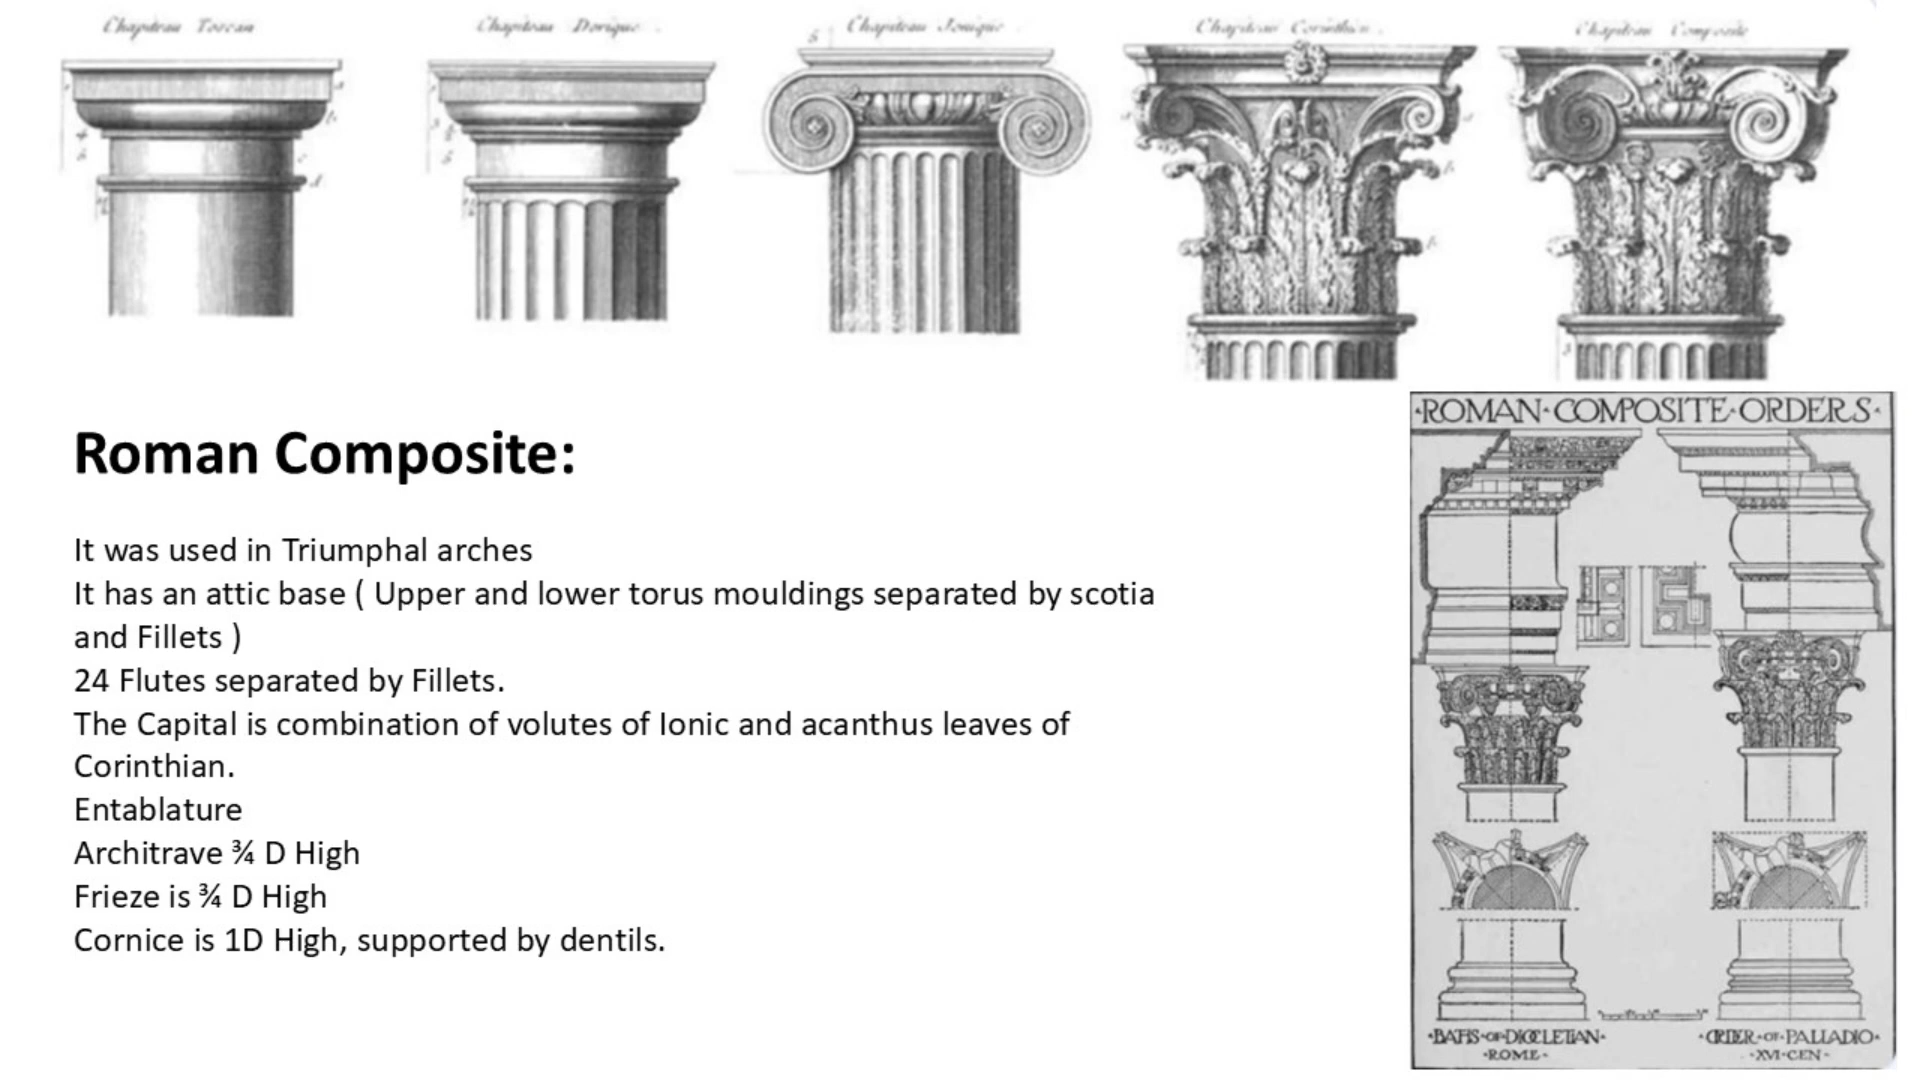 Chapiteau Toscan
Chapiteau Dorique
Chapiteau Jonique
Chapiteau Corinthien
Chapiteau Composite
Roman Composite:
It was used in Triumphal arches
It has an attic base ( Upper and lower torus mouldings separated by scotia
and Fillets )
24 Flutes separated by Fillets.
The Capital is combination of volutes of Ionic and acanthus leaves of
Corinthian.
Entablature
Architrave ¾ D High
Frieze is ¾ D High
Cornice is 1D High, supported by dentils.
·ROMAN·COMPOSITE·ORDERS·
·BATHS·OF·DIOCLETIAN·
·ROME·
·ORDER·OF·PALLADIO·
·XVI·CEN·